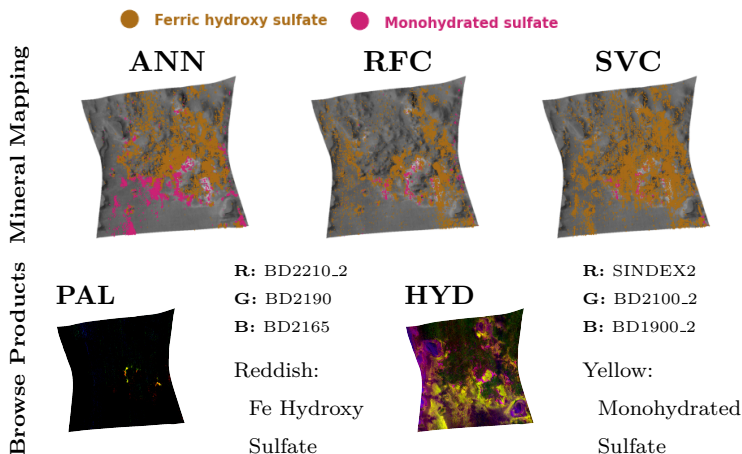 Ferric hydroxy sulfate
Monohydrated sulfate
ANN
RFC
SVC
Mineral Mapping
Browse Products
PAL
R: BD2210_2
G: BD2190
B: BD2165
Reddish:
Fe Hydroxy
Sulfate
HYD
R: SINDEX2
G: BD2100_2
B: BD1900_2
Yellow:
Monohydrated
Sulfate